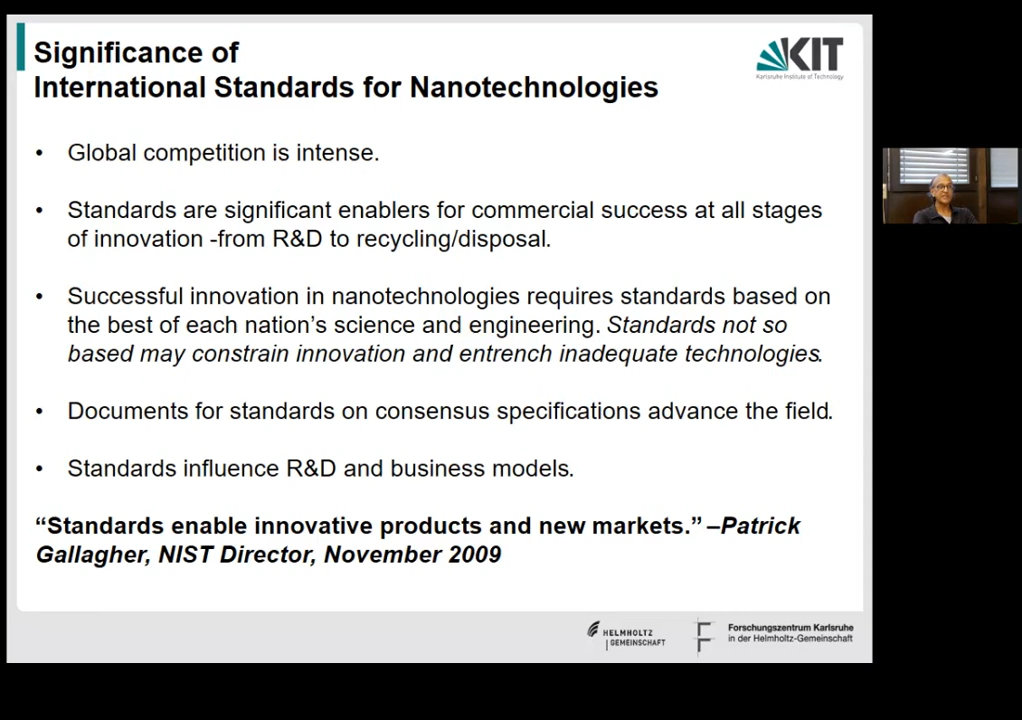 Significance of
International Standards for Nanotechnologies
KIT
Karlsruhe Institute of Technology
• Global competition is intense.
• Standards are significant enablers for commercial success at all stages
of innovation -from R&D to recycling/disposal.
• Successful innovation in nanotechnologies requires standards based on
the best of each nation’s science and engineering. Standards not so
based may constrain innovation and entrench inadequate technologies.
• Documents for standards on consensus specifications advance the field.
• Standards influence R&D and business models.
“Standards enable innovative products and new markets.” –Patrick
Gallagher, NIST Director, November 2009
HELMHOLTZ
GEMEINSCHAFT
Forschungszentrum Karlsruhe
in der Helmholtz-Gemeinschaft